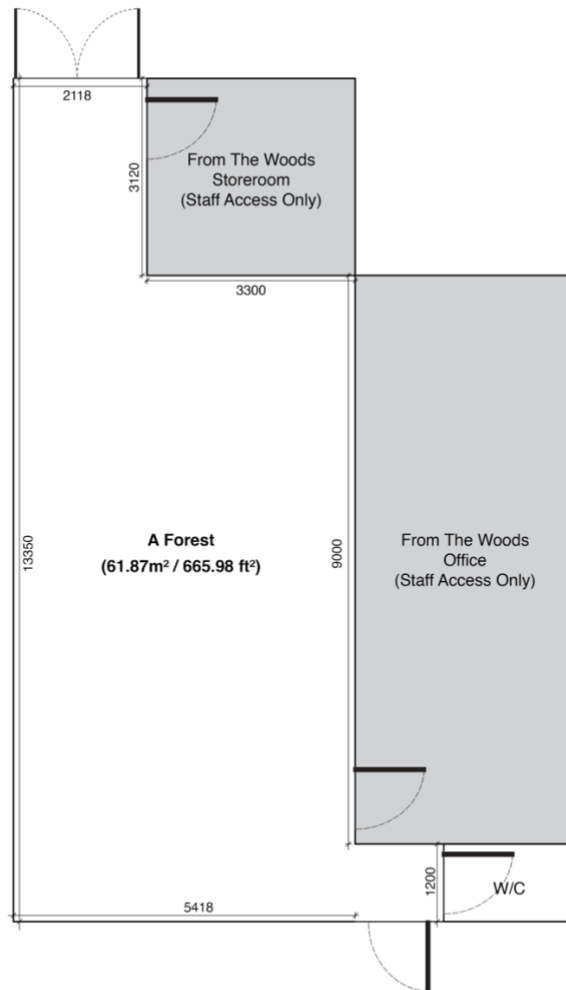 2118
3120
From The Woods
Storeroom
(Staff Access Only)
3300
13350
A Forest
(61.87m² / 665.98 ft²)
9000
From The Woods
Office
(Staff Access Only)
1200
W/C
5418